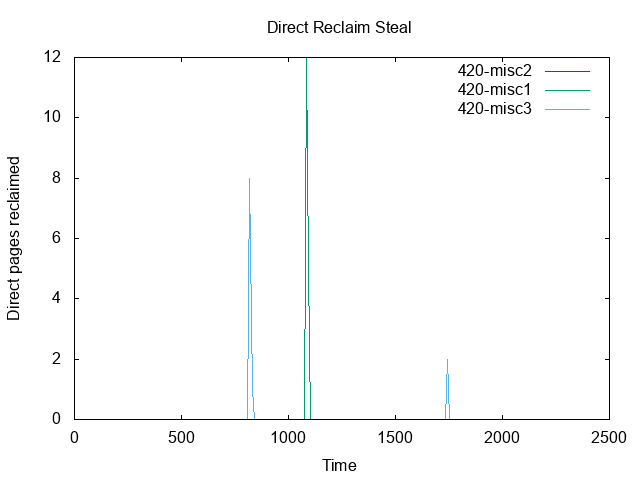 Direct Reclaim Steal
12
10
8
6
4
2
0
Direct pages reclaimed
420-misc2
420-misc1
420-misc3
0 500 1000 1500 2000 2500
Time